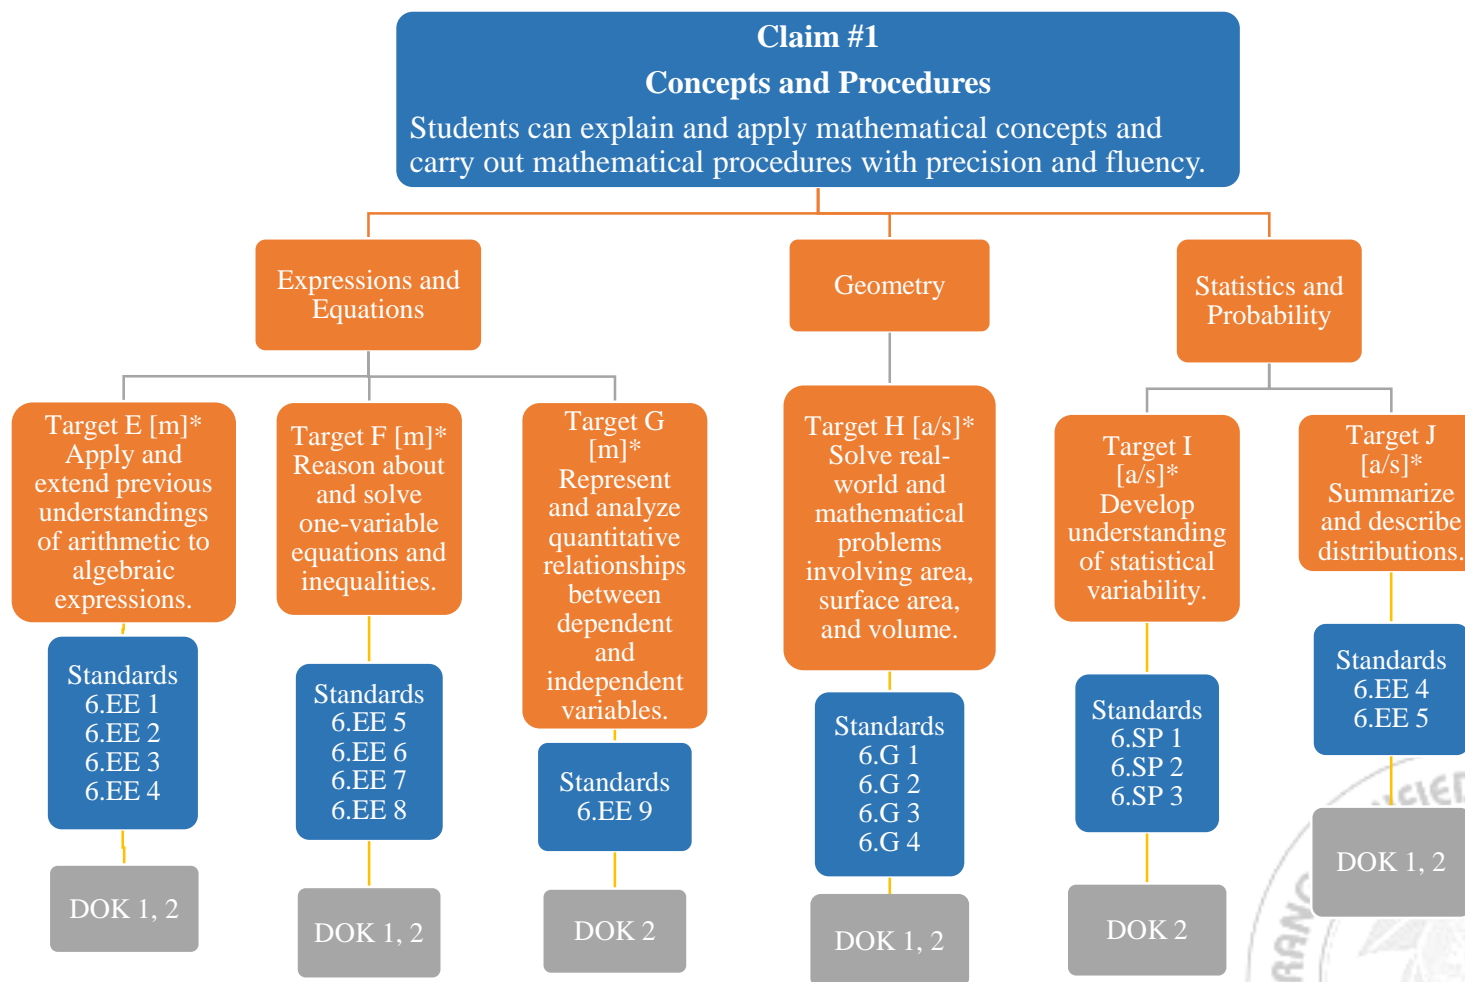 Claim #1
Concepts and Procedures
Students can explain and apply mathematical concepts and
carry out mathematical procedures with precision and fluency.
Expressions and
Equations
Geometry
Statistics and
Probability
Target E [m]*
Apply and
extend previous
understandings
of arithmetic to
algebraic
expressions.
Target F [m]*
Reason about
and solve
one-variable
equations and
inequalities.
Target G
[m]*
Represent
and analyze
quantitative
relationships
between
dependent
and
independent
variables.
Target H [a/s]*
Solve real-
world and
mathematical
problems
involving area,
surface area,
and volume.
Target I
[a/s]*
Develop
understanding
of statistical
variability.
Target J
[a/s]*
Summarize
and describe
distributions.
Standards
6.EE 1
6.EE 2
6.EE 3
6.EE 4
Standards
6.EE 5
6.EE 6
6.EE 7
6.EE 8
Standards
6.EE 9
Standards
6.G 1
6.G 2
6.G 3
6.G 4
Standards
6.SP 1
6.SP 2
6.SP 3
Standards
6.EE 4
6.EE 5
DOK 1, 2
DOK 1, 2
DOK 2
DOK 1, 2
DOK 2
DOK 1, 2